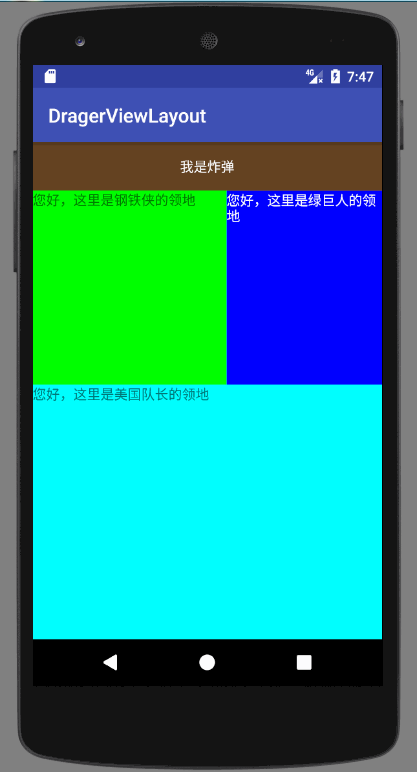 4G 7:47
DragerViewLayout
我是炸弹
您好，这里是钢铁侠的领地
您好，这里是绿巨人的领
地
您好，这里是美国队长的领地